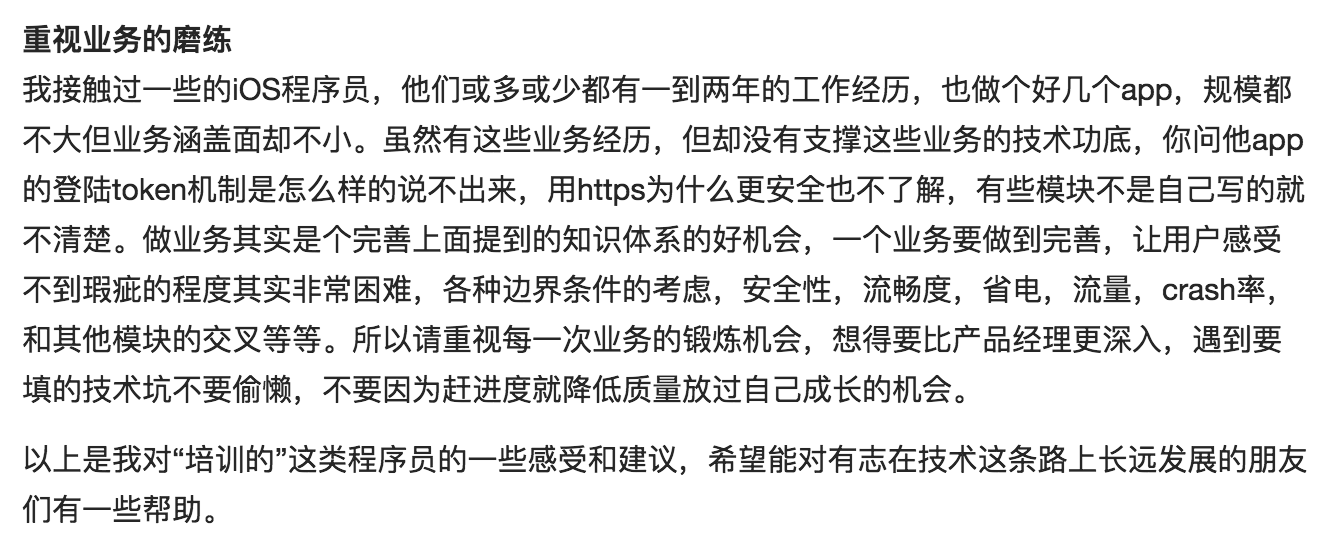 重视业务的磨练
我接触过一些的iOS程序员，他们或多或少都有一到两年的工作经历，也做个好几个app，规模都
不大但业务涵盖面却不小。虽然有这些业务经历，但却没有支撑这些业务的技术功底，你问他app
的登陆token机制是怎么样的说不出来，用https为什么更安全也不了解，有些模块不是自己写的就
不清楚。做业务其实是个完善上面提到的知识体系的好机会，一个业务要做到完善，让用户感受
不到瑕疵的程度其实非常困难，各种边界条件的考虑，安全性，流畅度，省电，流量，crash率，
和其他模块的交叉等等。所以请重视每一次业务的锻炼机会，想得要比产品经理更深入，遇到要
填的技术坑不要偷懒，不要因为赶进度就降低质量放过自己成长的机会。
以上是我对“培训的”这类程序员的一些感受和建议，希望能对有志在技术这条路上长远发展的朋友
们有一些帮助。